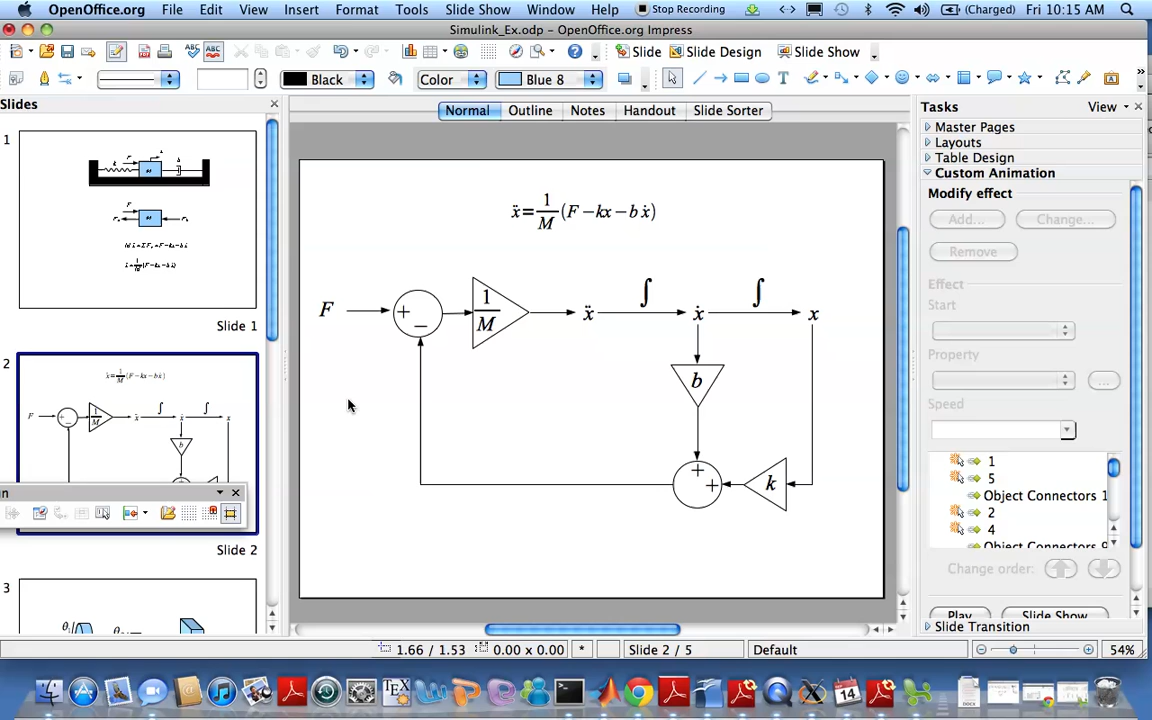 OpenOffice.org File Edit View Insert Format Tools Slide Show Window Help Stop Recording (Charged) Fri 10:15 AM
Simulink_Ex.odp – OpenOffice.org Impress
Slide Slide Design Slide Show
Black Color Blue 8
Slides
Normal Outline Notes Handout Slide Sorter
Tasks View
Master Pages
Layouts
Table Design
Custom Animation
Modify effect
Add... Change...
Remove
Effect
Start
Property
...
Speed
1
5
Object Connectors 1
2
4
Change order:
Play Slide Show
Slide Transition
1
Slide 1
2
Slide 2
3
ẍ=1/M(F−kx−bẋ)
F + − 1/M ẍ ∫ ẋ ∫ x
b
+ + k
gn
1.66 / 1.53 0.00 x 0.00 * Slide 2 / 5 Default 54%
14